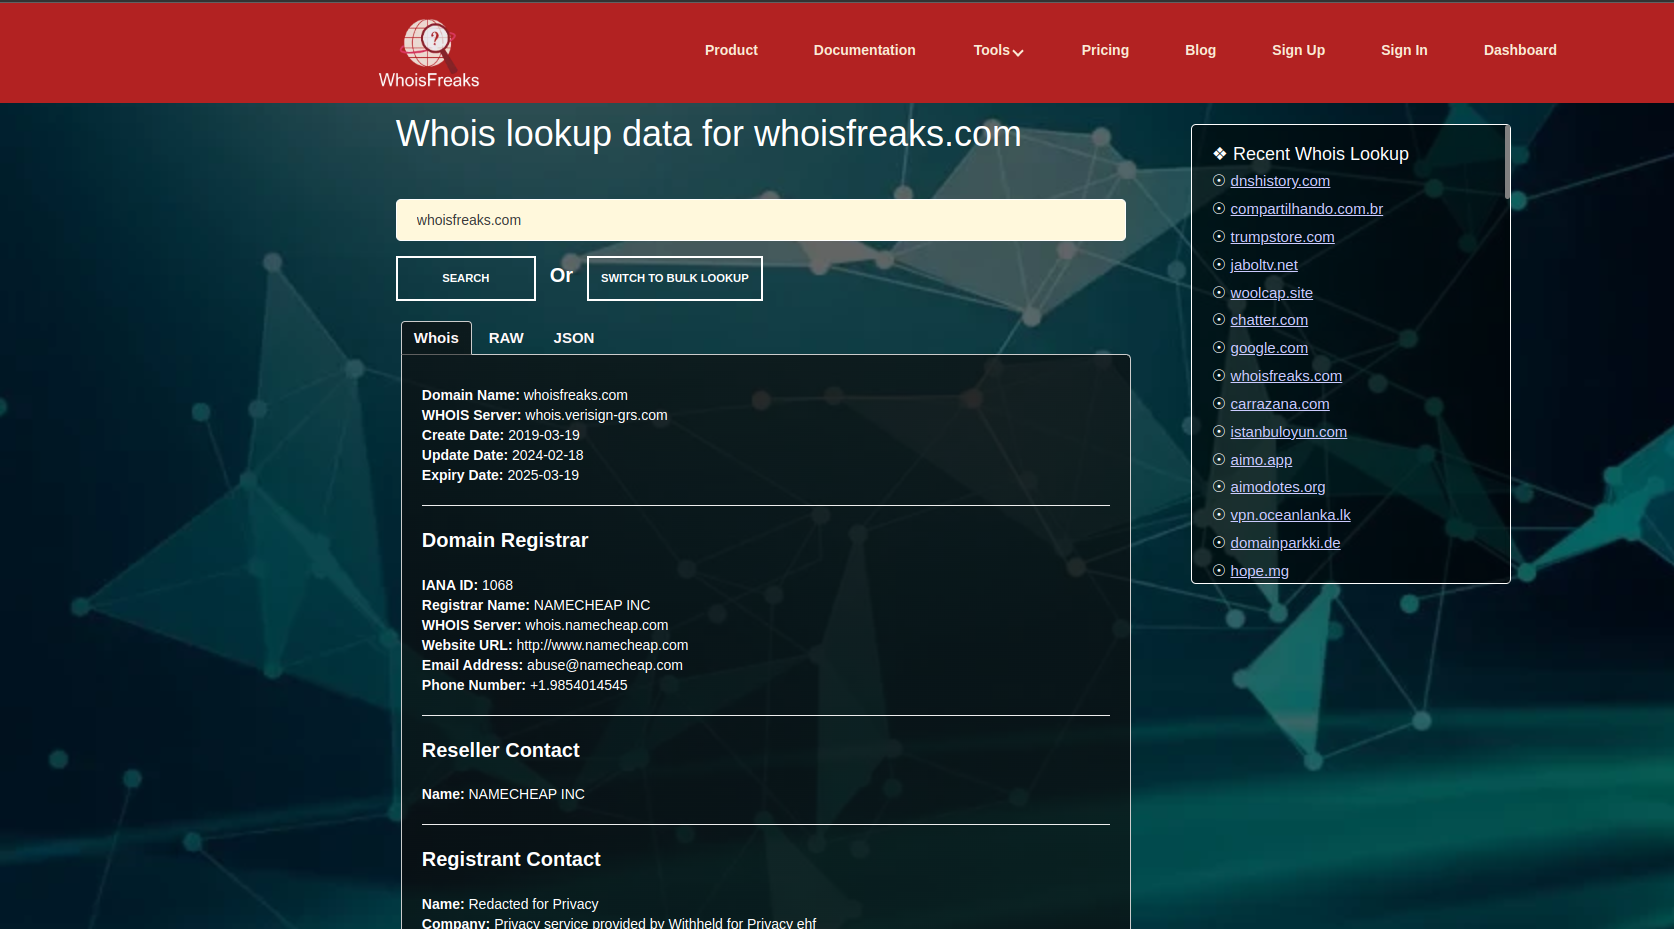 WhoisFreaks
Product Documentation Tools Pricing Blog Sign Up Sign In Dashboard
Whois lookup data for whoisfreaks.com
whoisfreaks.com
SEARCH Or SWITCH TO BULK LOOKUP
Whois RAW JSON
Domain Name: whoisfreaks.com
WHOIS Server: whois.verisign-grs.com
Create Date: 2019-03-19
Update Date: 2024-02-18
Expiry Date: 2025-03-19
Domain Registrar
IANA ID: 1068
Registrar Name: NAMECHEAP INC
WHOIS Server: whois.namecheap.com
Website URL: http://www.namecheap.com
Email Address: abuse@namecheap.com
Phone Number: +1.9854014545
Reseller Contact
Name: NAMECHEAP INC
Registrant Contact
Name: Redacted for Privacy
Company: Privacy service provided by Withheld for Privacy ehf
❖ Recent Whois Lookup
☉ dnshistory.com
☉ compartilhando.com.br
☉ trumpstore.com
☉ jaboltv.net
☉ woolcap.site
☉ chatter.com
☉ google.com
☉ whoisfreaks.com
☉ carrazana.com
☉ istanbuloyun.com
☉ aimo.app
☉ aimodotes.org
☉ vpn.oceanlanka.lk
☉ domainparkki.de
☉ hope.mg